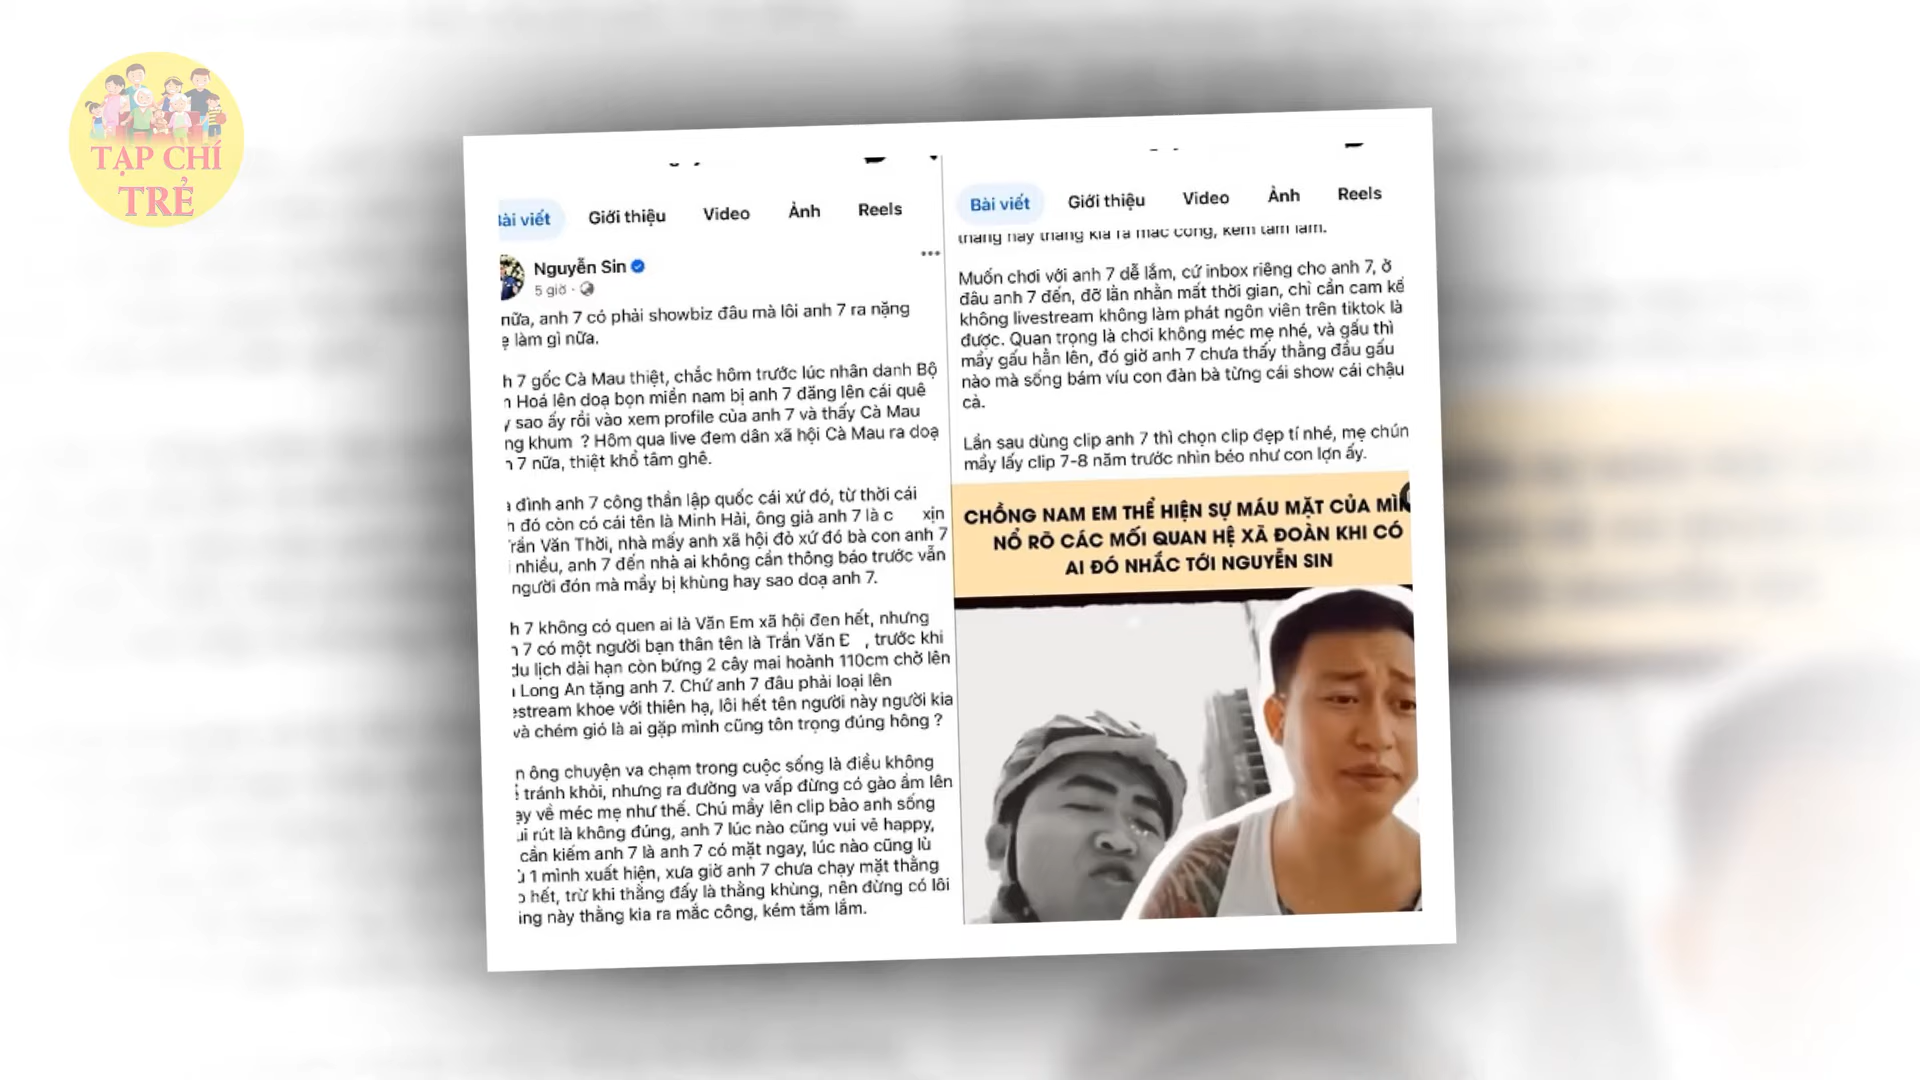 TẠP CHÍ
TRẺ
Bài viết
Giới thiệu
Video
Ảnh
Reels
Nguyễn Sin
5 giờ
nữa, anh 7 có phải showbiz đâu mà lôi anh 7 ra nặng
làm gì nữa.
7 gốc Cà Mau thiệt, chắc hôm trước lúc nhân danh Bộ
Hoá lên doạ bọn miền nam bị anh 7 đăng lên cái quê
sao ấy rồi vào xem profile của anh 7 và thấy Cà Mau
khum ? Hôm qua live đem dân xã hội Cà Mau ra doạ
7 nữa, thiệt khổ tâm ghê.
đình anh 7 công thần lập quốc cái xứ đó, từ thời cái
đó còn có cái tên là Minh Hải, ông già anh 7 là c xịn
Trần Văn Thời, nhà mấy anh xã hội đỏ xứ đó bà con anh 7
nhiều, anh 7 đến nhà ai không cần thông báo trước vẫn
người đón mà mầy bị khùng hay sao doạ anh 7.
7 không có quen ai là Văn Em xã hội đen hết, nhưng
7 có một người bạn thân tên là Trần Văn Đ , trước khi
du lịch dài hạn còn bứng 2 cây mai hoành 110cm chở lên
Long An tặng anh 7. Chứ anh 7 đâu phải loại lên
estream khoe với thiên hạ, lôi hết tên người này người kia
và chém gió là ai gặp mình cũng tôn trọng đúng hông ?
n ông chuyện va chạm trong cuộc sống là điều không
tránh khỏi, nhưng ra đường va vấp đừng có gào ầm lên
ạy về méc mẹ như thế. Chú mầy lên clip bảo anh sống
ui rút là không đúng, anh 7 lúc nào cũng vui vẻ happy,
cần kiếm anh 7 là anh 7 có mặt ngay, lúc nào cũng lù
1 mình xuất hiện, xưa giờ anh 7 chưa chạy mặt thằng
hết, trừ khi thằng đấy là thằng khùng, nên đừng có lôi
này thằng kia ra mắc công, kém tắm lắm.
Bài viết
Giới thiệu
Video
Ảnh
Reels
thằng này thằng kia ra mắc công, kém tắm lắm.
Muốn chơi với anh 7 dễ lắm, cứ inbox riêng cho anh 7, ở
đâu anh 7 đến, đỡ lằn nhằn mất thời gian, chỉ cần cam kế
không livestream không làm phát ngôn viên trên tiktok là
được. Quan trọng là chơi không méc mẹ nhé, và gấu thì
mầy gấu hẳn lên, đó giờ anh 7 chưa thấy thằng đầu gấu
nào mà sống bám víu con đàn bà từng cái show cái chậu
cả.
Lần sau dùng clip anh 7 thì chọn clip đẹp tí nhé, mẹ chún
mầy lấy clip 7-8 năm trước nhìn béo như con lợn ấy.
CHỒNG NAM EM THỂ HIỆN SỰ MÁU MẶT CỦA MÌN
NỔ RÕ CÁC MỐI QUAN HỆ XÃ ĐOÀN KHI CÓ
AI ĐÓ NHẮC TỚI NGUYỄN SIN